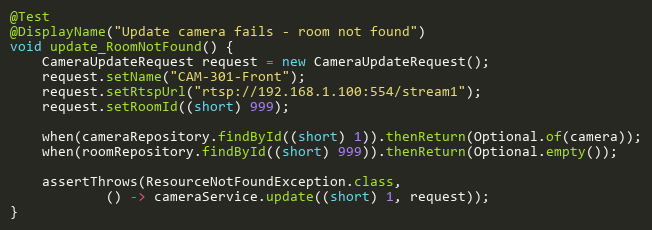 @Test
@DisplayName("Update camera fails - room not found")
void update_RoomNotFound() {
    CameraUpdateRequest request = new CameraUpdateRequest();
    request.setName("CAM-301-Front");
    request.setRtspUrl("rtsp://192.168.1.100:554/stream1");
    request.setRoomId((short) 999);

    when(cameraRepository.findById((short) 1)).thenReturn(Optional.of(camera));
    when(roomRepository.findById((short) 999)).thenReturn(Optional.empty());

    assertThrows(ResourceNotFoundException.class,
            () -> cameraService.update((short) 1, request));
}